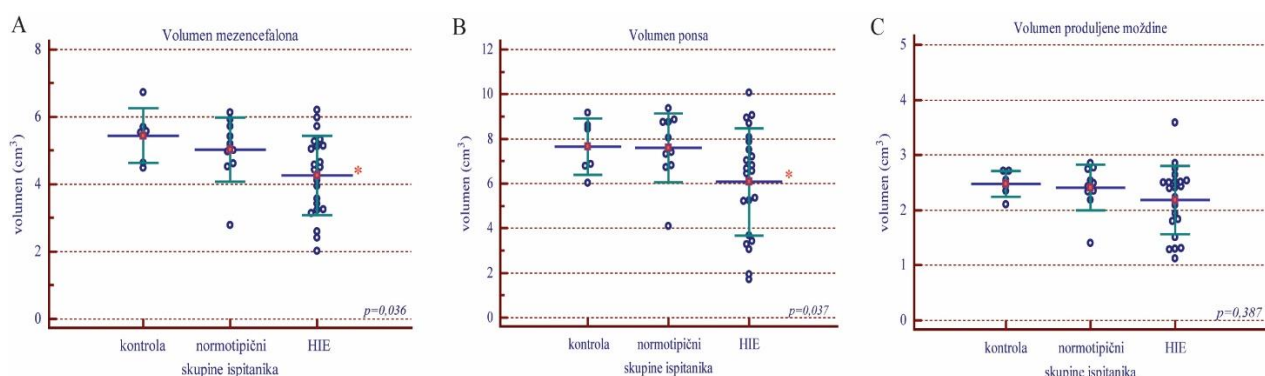 A
Volumen mezencefalona
volumen (cm³)
8
6
4
2
0
*
p=0,036
kontrola normotipični HIE
skupine ispitanika
B
Volumen ponsa
volumen (cm³)
12
10
8
6
4
2
0
*
p=0,037
kontrola normotipični HIE
skupine ispitanika
C
Volumen produljene moždine
volumen (cm³)
5
4
3
2
1
0
p=0,387
kontrola normotipični HIE
skupine ispitanika